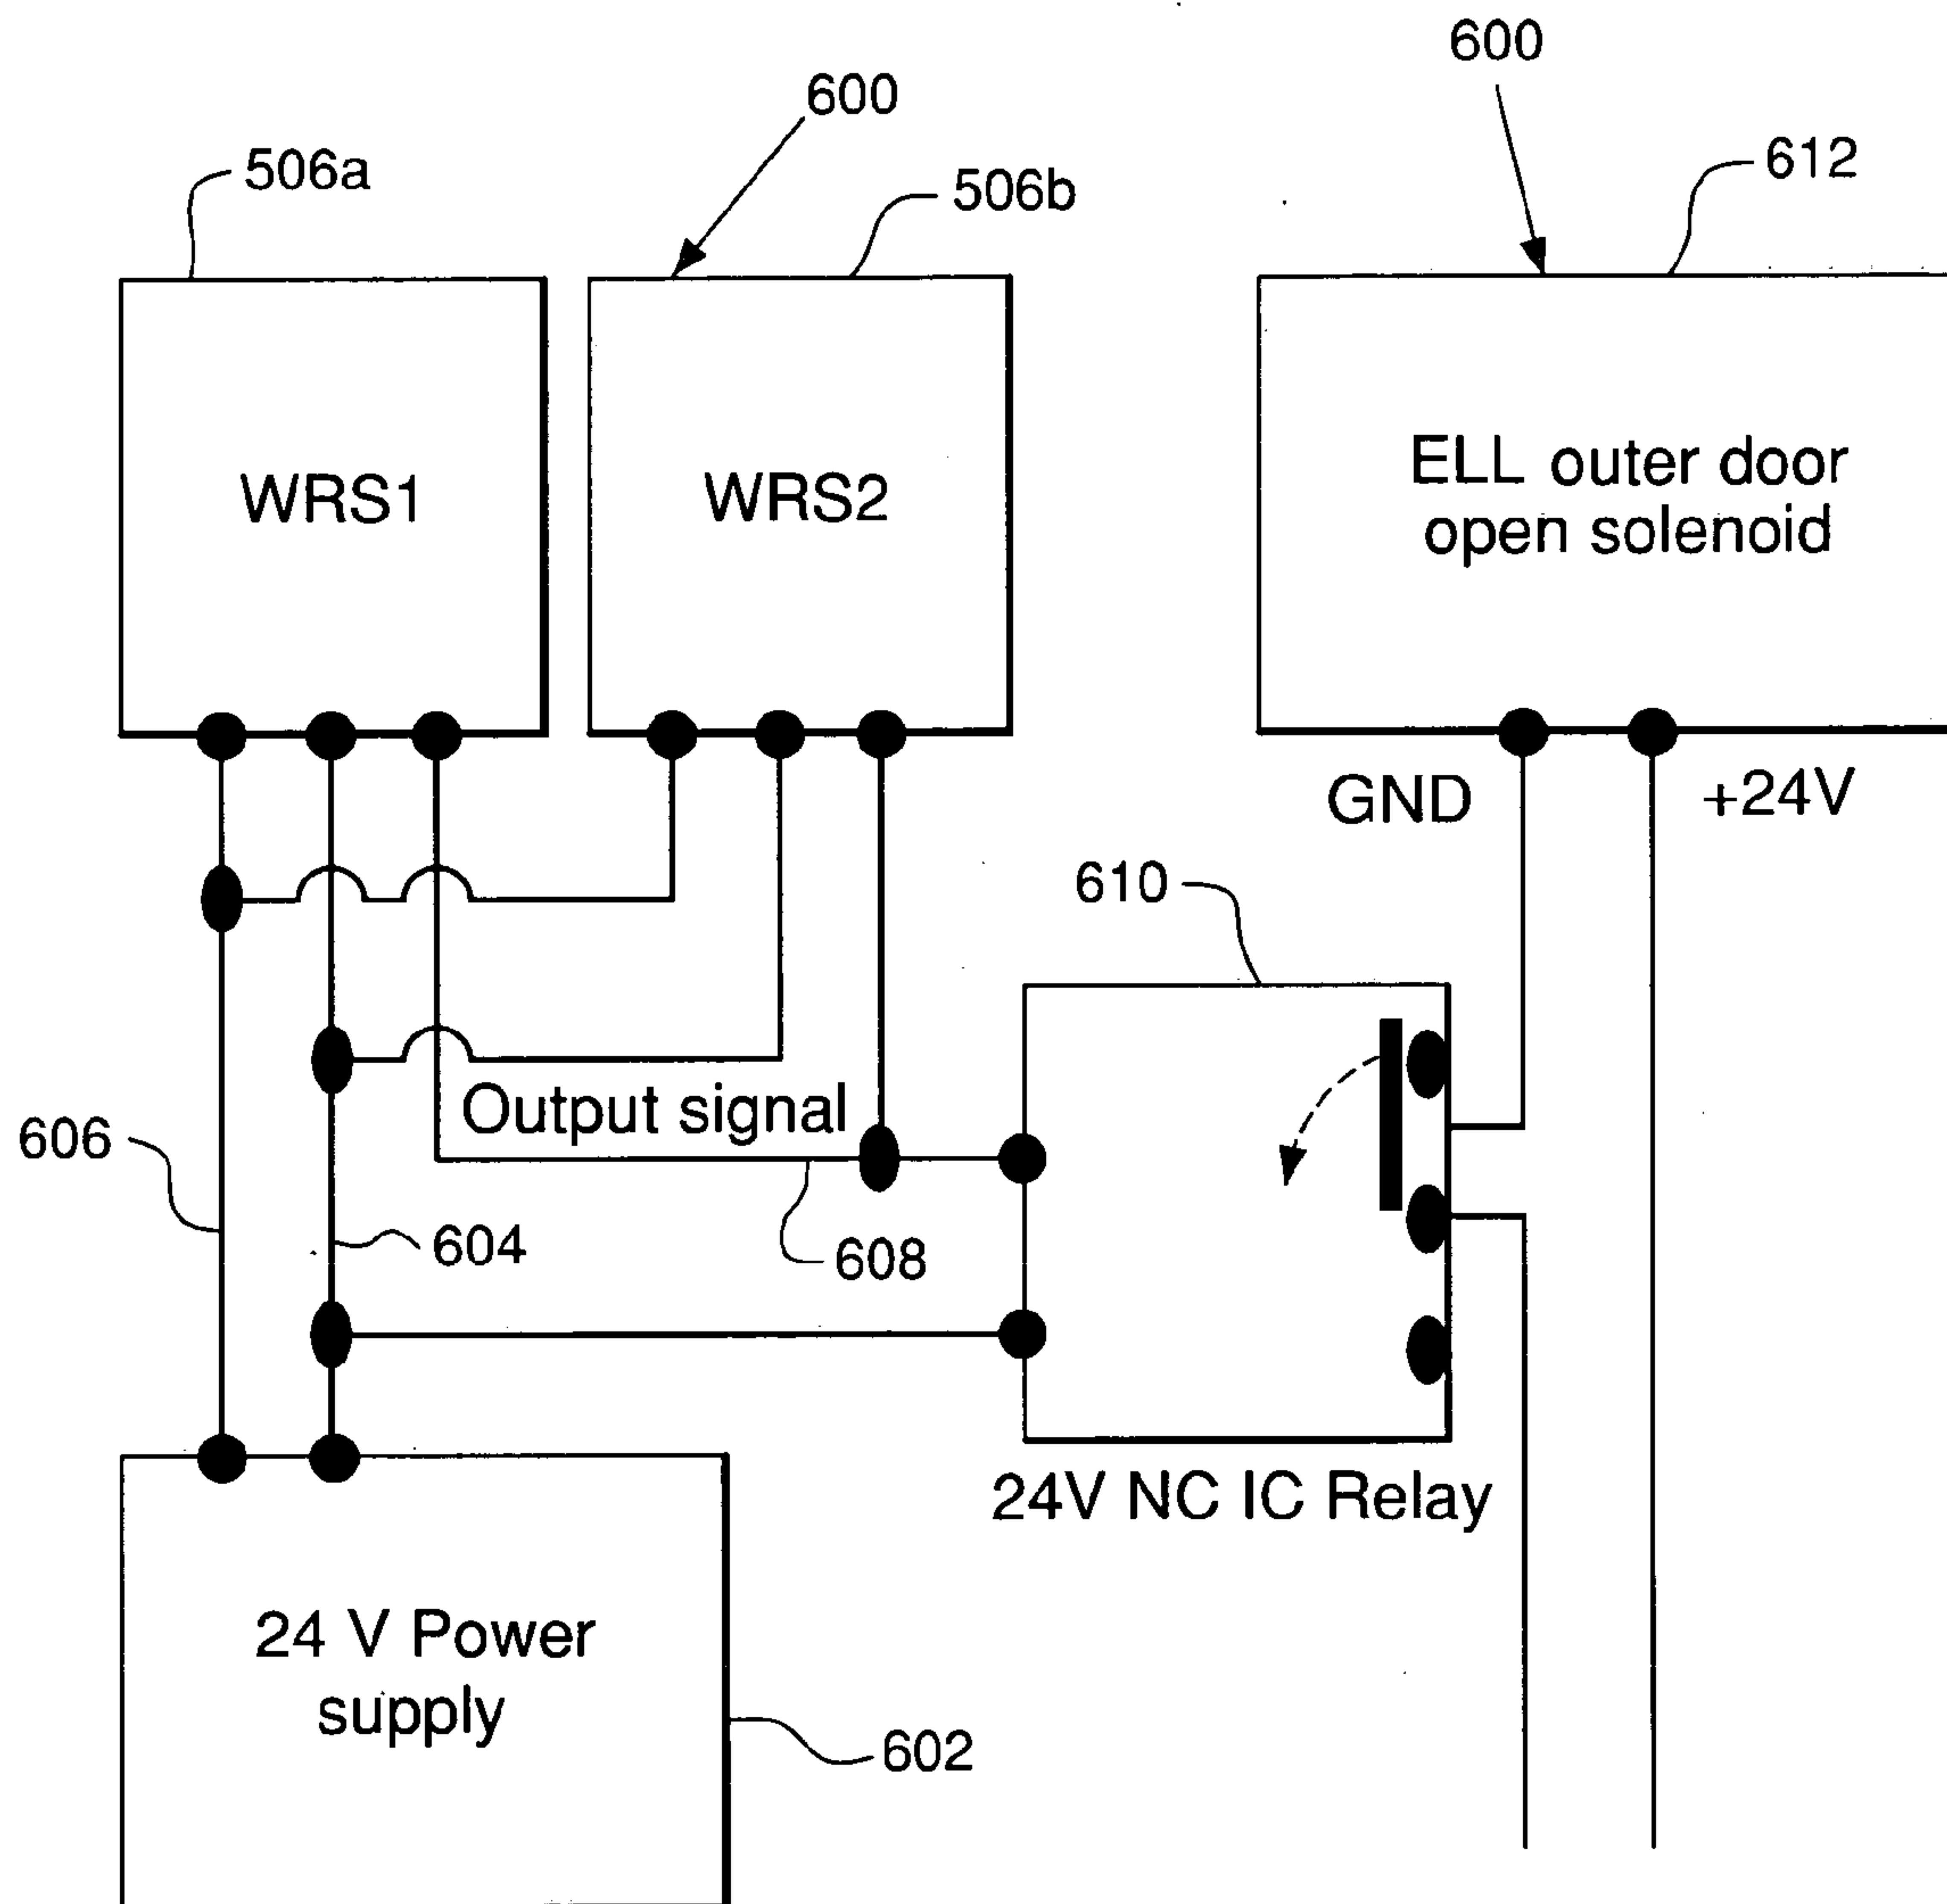 600
600
612
506a
506b
WRS1
WRS2
ELL outer door
open solenoid
GND
+24V
610
Output signal
606
604
608
24V NC IC Relay
24 V Power
supply
602